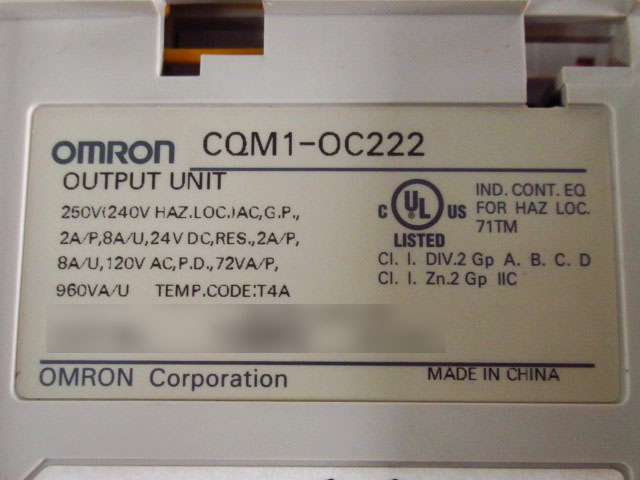 OMRON CQM1-OC222
OUTPUT UNIT
250V(240V HAZ.LOC.)AC,G.P.,
2A/P,8A/U,24V DC,RES.,2A/P,
8A/U,120V AC,P.D.,72VA/P,
960VA/U TEMP.CODE:T4A
C UL US
LISTED
IND. CONT. EQ
FOR HAZ LOC.
71TM
Cl. I. DIV.2 Gp A. B. C. D
Cl. I. Zn.2 Gp IIC
OMRON Corporation
MADE IN CHINA